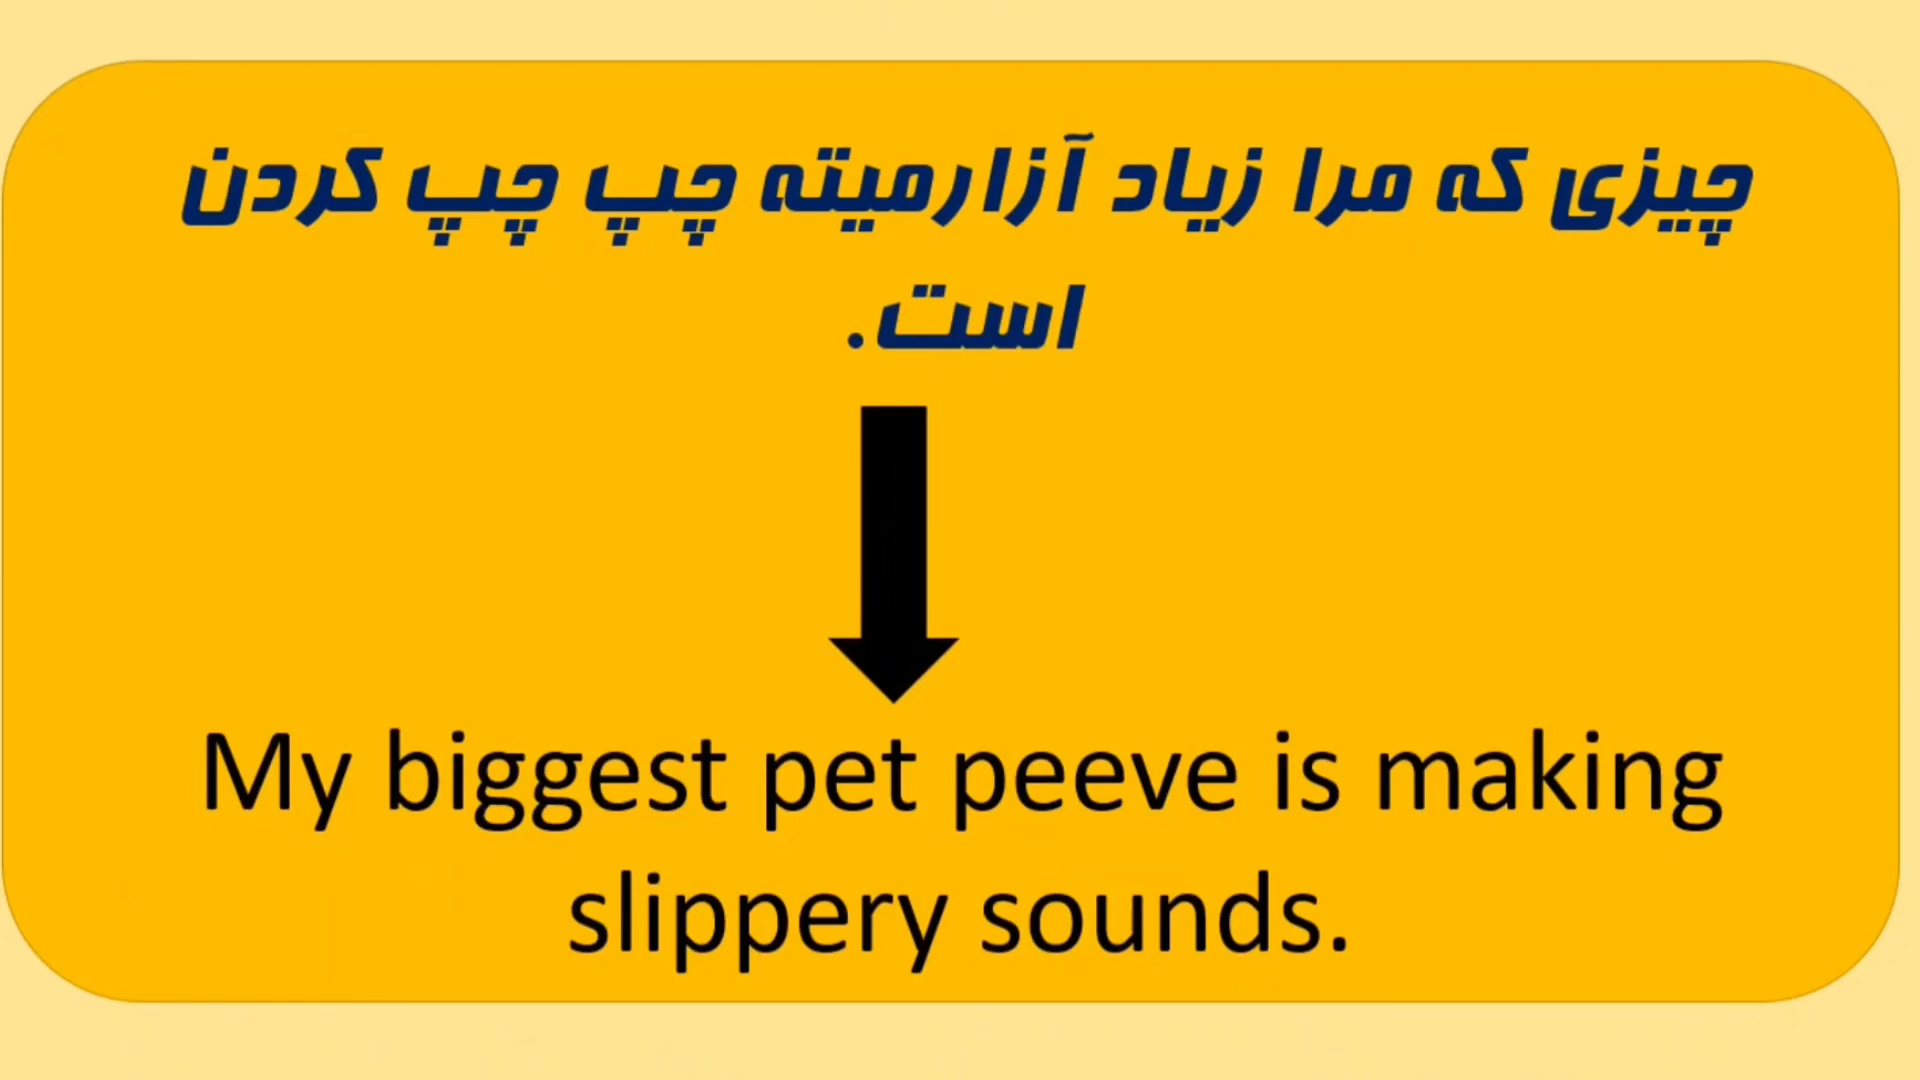 چیزی که مرا زیاد آزارمیته چپ چپ کردن
است.
My biggest pet peeve is making
slippery sounds.